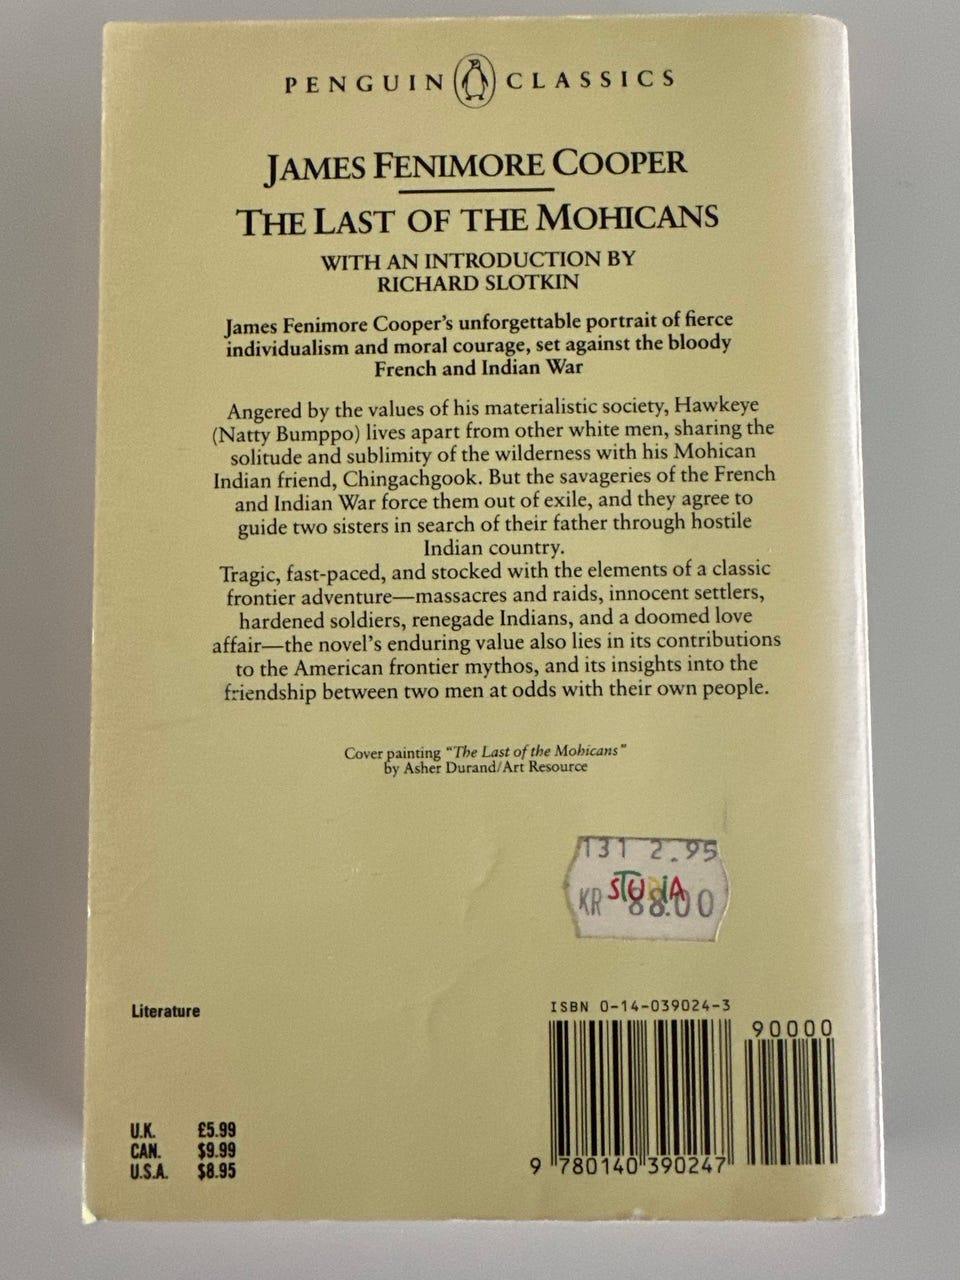 PENGUIN CLASSICS
JAMES FENIMORE COOPER
THE LAST OF THE MOHICANS
WITH AN INTRODUCTION BY
RICHARD SLOTKIN
James Fenimore Cooper's unforgettable portrait of fierce
individualism and moral courage, set against the bloody
French and Indian War
Angered by the values of his materialistic society, Hawkeye
(Natty Bumppo) lives apart from other white men, sharing the
solitude and sublimity of the wilderness with his Mohican
Indian friend, Chingachgook. But the savageries of the French
and Indian War force them out of exile, and they agree to
guide two sisters in search of their father through hostile
Indian country.
Tragic, fast-paced, and stocked with the elements of a classic
frontier adventure—massacres and raids, innocent settlers,
hardened soldiers, renegade Indians, and a doomed love
affair—the novel's enduring value also lies in its contributions
to the American frontier mythos, and its insights into the
friendship between two men at odds with their own people.
Cover painting "The Last of the Mohicans"
by Asher Durand/Art Resource
131 2.95
STUDIA
KR 88.00
Literature
ISBN 0-14-039024-3
90000
9 780140 390247
U.K. £5.99
CAN. $9.99
U.S.A. $8.95